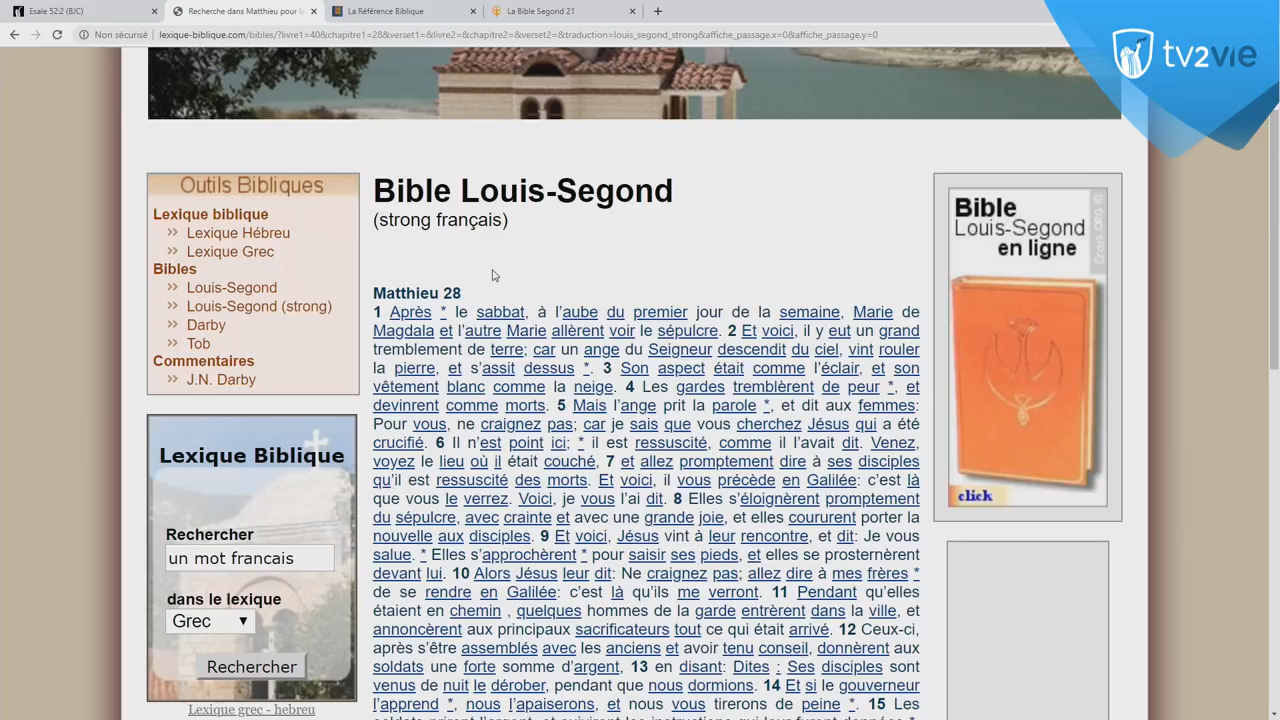 Esaïe 52:2 (BJC)
Recherche dans Matthieu pour l
La Référence Biblique
La Bible Segond 21
Non sécurisé | lexique-biblique.com/bibles/?livre1=40&chapitre1=28&verset1=&livre2=&chapitre2=&verset2=&traduction=louis_segond_strong&affiche_passage.x=0&affiche_passage.y=0
tv2vie
Outils Bibliques
Lexique biblique
Lexique Hébreu
Lexique Grec
Bibles
Louis-Segond
Louis-Segond (strong)
Darby
Tob
Commentaires
J.N. Darby
Lexique Biblique
Rechercher
un mot francais
dans le lexique
Grec
Rechercher
Lexique grec - hebreu
Bible Louis-Segond
(strong français)
Matthieu 28
1 Après * le sabbat, à l’aube du premier jour de la semaine, Marie de
Magdala et l’autre Marie allèrent voir le sépulcre. 2 Et voici, il y eut un grand
tremblement de terre; car un ange du Seigneur descendit du ciel, vint rouler
la pierre, et s’assit dessus *. 3 Son aspect était comme l’éclair, et son
vêtement blanc comme la neige. 4 Les gardes tremblèrent de peur *, et
devinrent comme morts. 5 Mais l’ange prit la parole *, et dit aux femmes:
Pour vous, ne craignez pas; car je sais que vous cherchez Jésus qui a été
crucifié. 6 Il n’est point ici; * il est ressuscité, comme il l’avait dit. Venez,
voyez le lieu où il était couché, 7 et allez promptement dire à ses disciples
qu’il est ressuscité des morts. Et voici, il vous précède en Galilée: c’est là
que vous le verrez. Voici, je vous l’ai dit. 8 Elles s’éloignèrent promptement
du sépulcre, avec crainte et avec une grande joie, et elles coururent porter la
nouvelle aux disciples. 9 Et voici, Jésus vint à leur rencontre, et dit: Je vous
salue. * Elles s’approchèrent * pour saisir ses pieds, et elles se prosternèrent
devant lui. 10 Alors Jésus leur dit: Ne craignez pas; allez dire à mes frères *
de se rendre en Galilée: c’est là qu’ils me verront. 11 Pendant qu’elles
étaient en chemin , quelques hommes de la garde entrèrent dans la ville, et
annoncèrent aux principaux sacrificateurs tout ce qui était arrivé. 12 Ceux-ci,
après s’être assemblés avec les anciens et avoir tenu conseil, donnèrent aux
soldats une forte somme d’argent, 13 en disant: Dites : Ses disciples sont
venus de nuit le dérober, pendant que nous dormions. 14 Et si le gouverneur
l’apprend *, nous l’apaiserons, et nous vous tirerons de peine *. 15 Les
soldats prirent l’argent, et suivirent les instructions qui leur furent données *.
Bible
Louis-Segond
en ligne
Croix.ORG ©
click